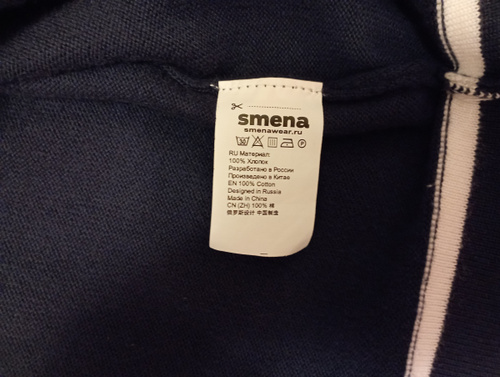 smena
smenawear.ru
RU Материал:
100% Хлопок
Разработано в России
Произведено в Китае
EN 100% Cotton
Designed in Russia
Made in China
CN (ZH) 100% 棉
俄罗斯设计 中国制造